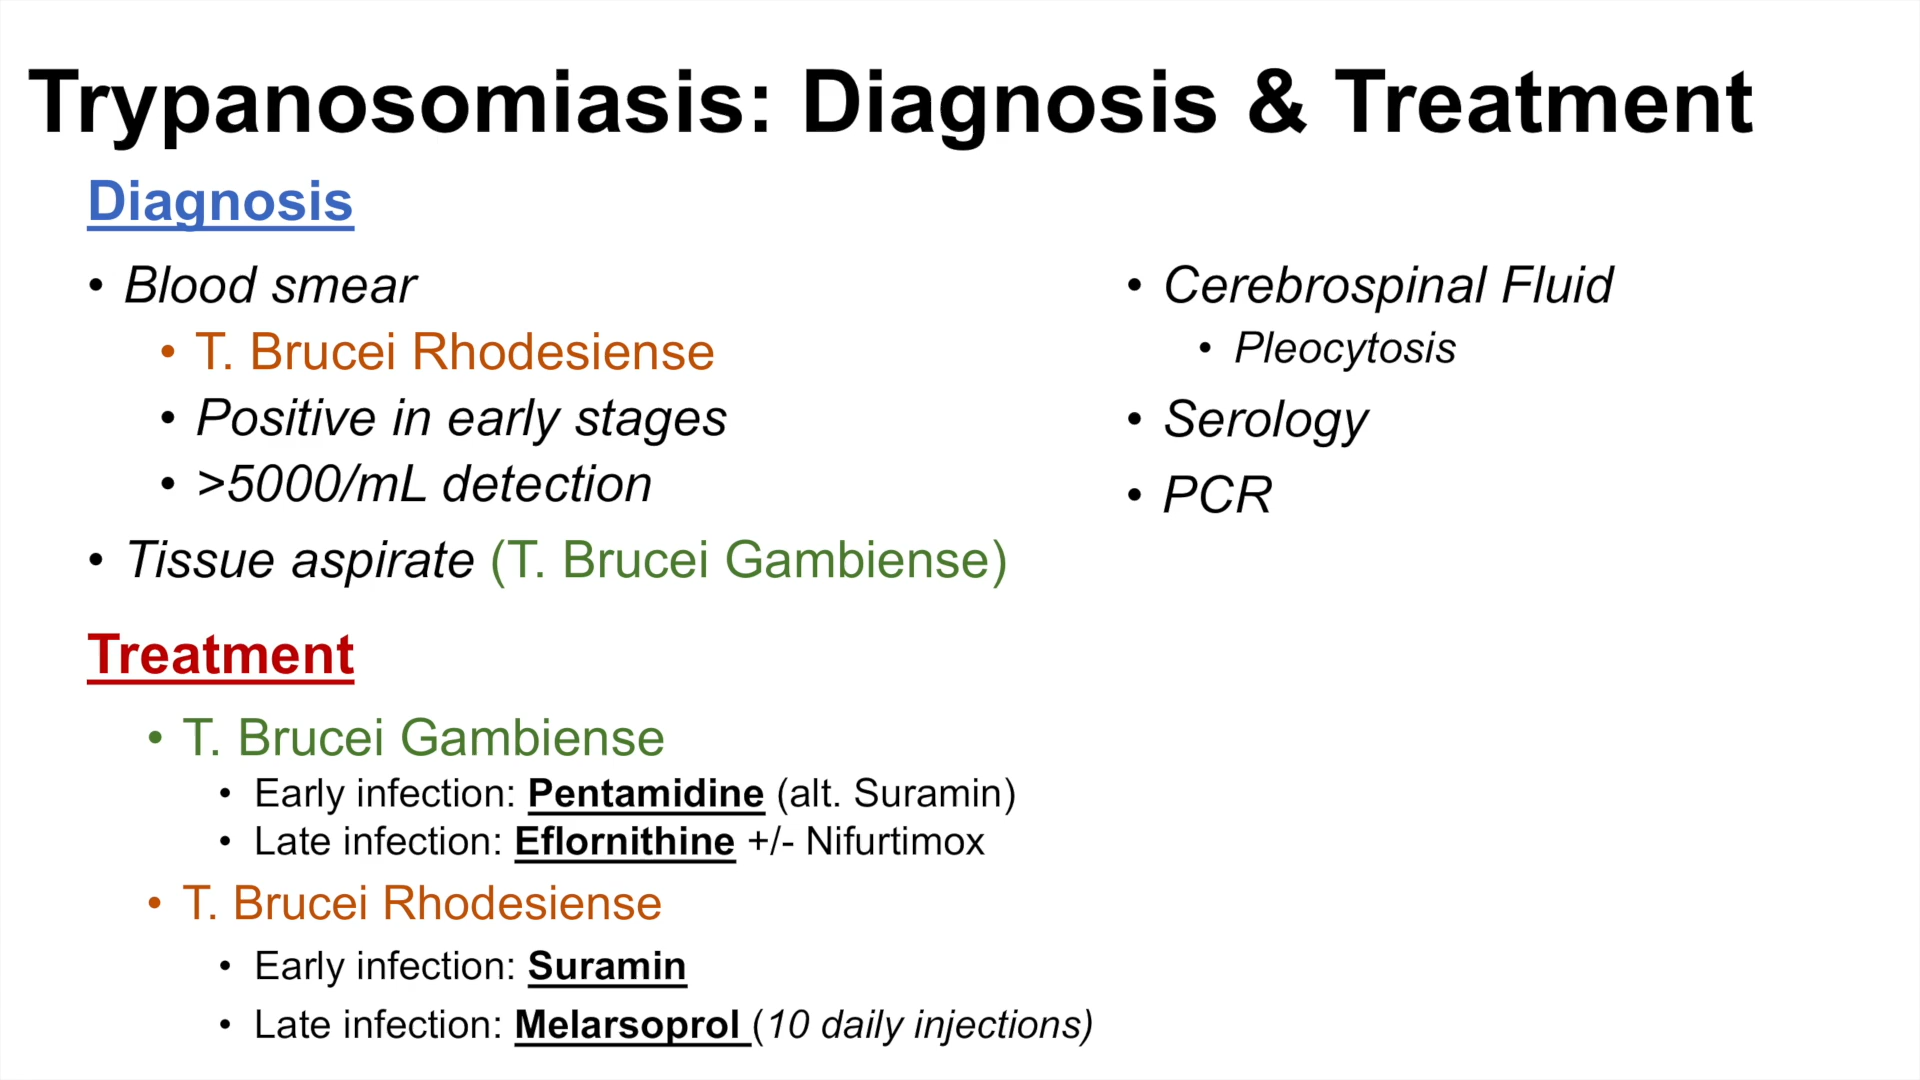 Trypanosomiasis: Diagnosis & Treatment
Diagnosis
• Blood smear
• T. Brucei Rhodesiense
• Positive in early stages
• >5000/mL detection
• Tissue aspirate (T. Brucei Gambiense)
• Cerebrospinal Fluid
• Pleocytosis
• Serology
• PCR
Treatment
• T. Brucei Gambiense
• Early infection: Pentamidine (alt. Suramin)
• Late infection: Eflornithine +/- Nifurtimox
• T. Brucei Rhodesiense
• Early infection: Suramin
• Late infection: Melarsoprol (10 daily injections)